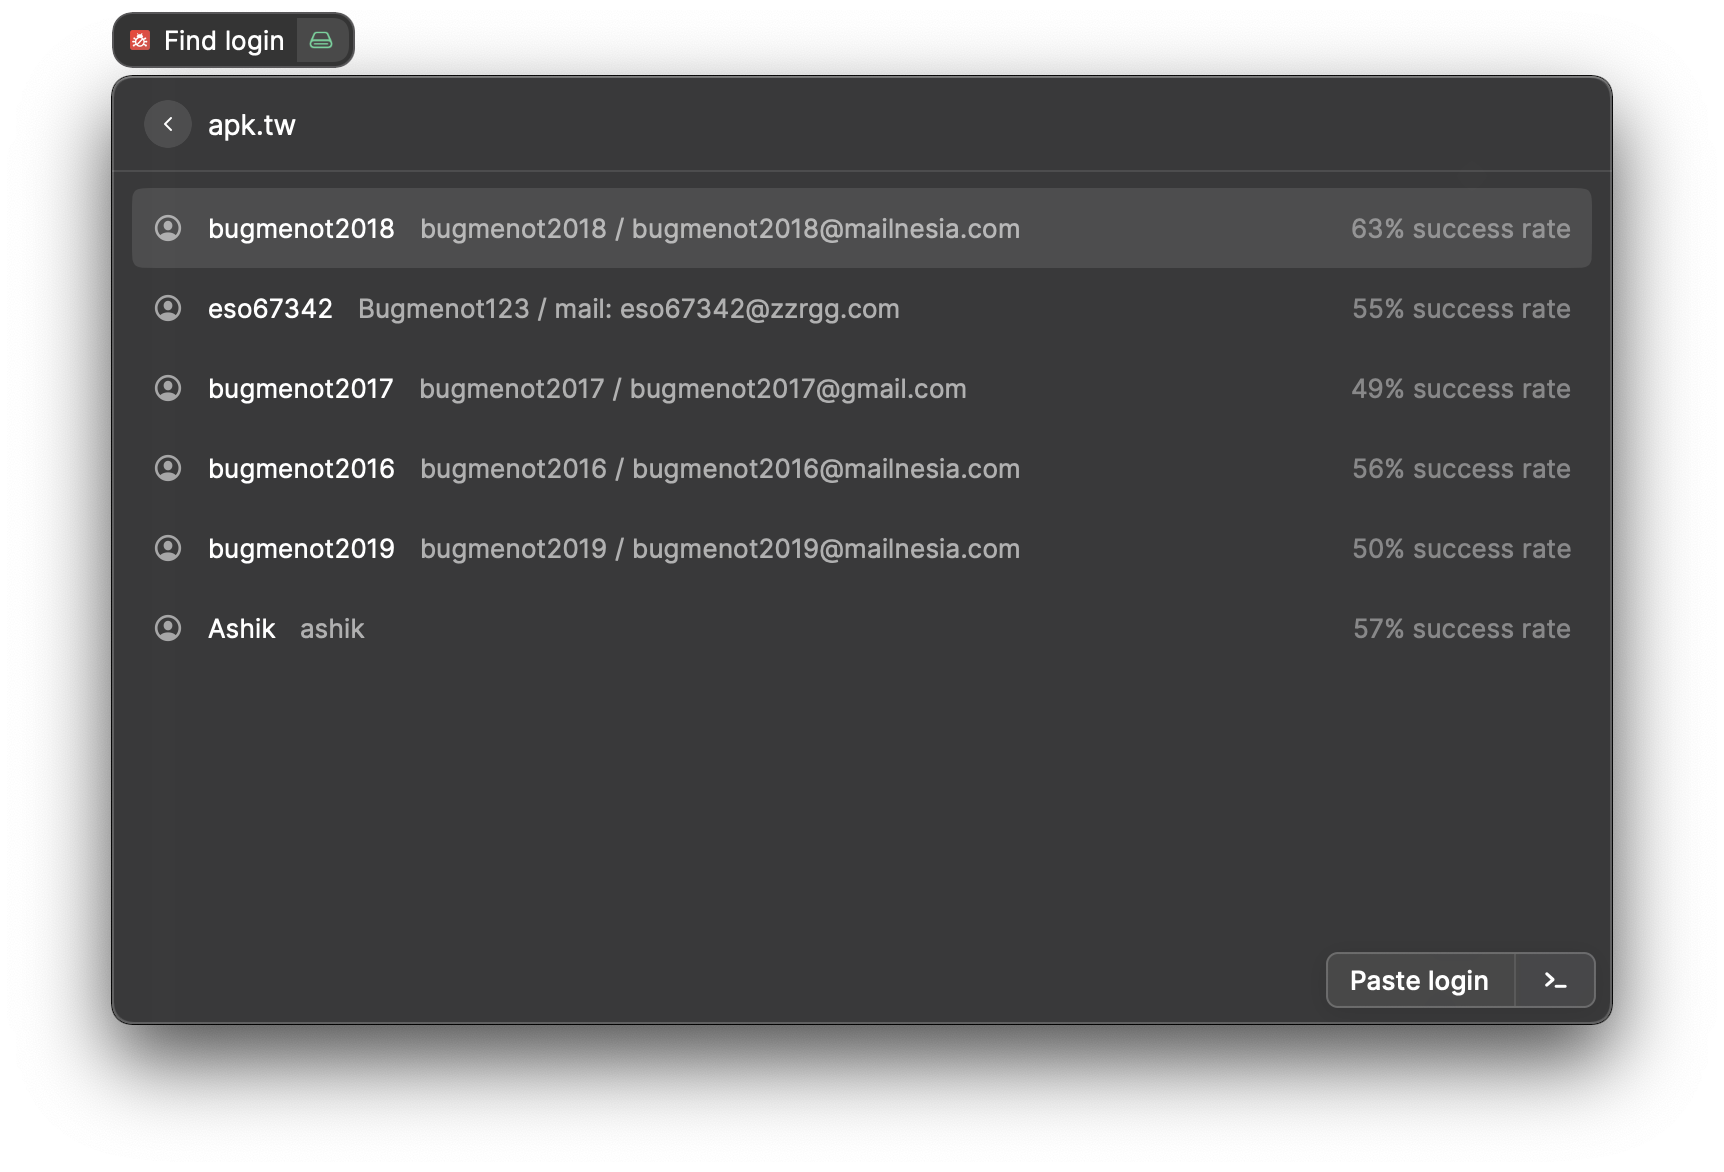 Find login
apk.tw
bugmenot2018 bugmenot2018 / bugmenot2018@mailnesia.com 63% success rate
eso67342 Bugmenot123 / mail: eso67342@zzrgg.com 55% success rate
bugmenot2017 bugmenot2017 / bugmenot2017@gmail.com 49% success rate
bugmenot2016 bugmenot2016 / bugmenot2016@mailnesia.com 56% success rate
bugmenot2019 bugmenot2019 / bugmenot2019@mailnesia.com 50% success rate
Ashik ashik 57% success rate
Paste login